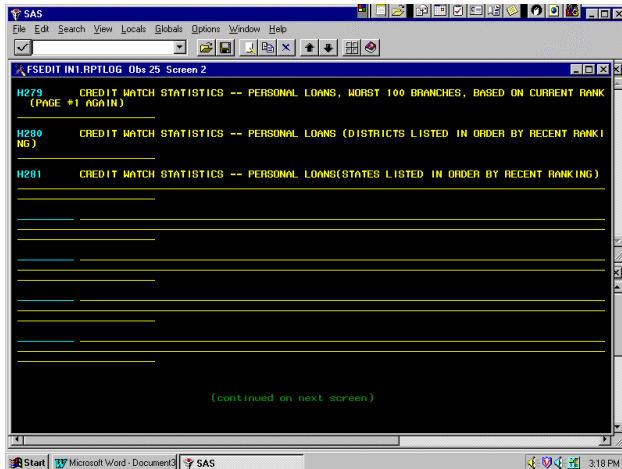 SAS
File Edit Search View Locals Globals Options Window Help
FSEDIT IN1.RPTLOG Obs 25 Screen 2
H279 CREDIT WATCH STATISTICS -- PERSONAL LOANS, WORST 100 BRANCHES, BASED ON CURRENT RANK
(PAGE #1 AGAIN)
H280 CREDIT WATCH STATISTICS -- PERSONAL LOANS (DISTRICTS LISTED IN ORDER BY RECENT RANKI
NG)
H281 CREDIT WATCH STATISTICS -- PERSONAL LOANS(STATES LISTED IN ORDER BY RECENT RANKING)
(continued on next screen)
Start Microsoft Word - Document3 SAS 3:18 PM